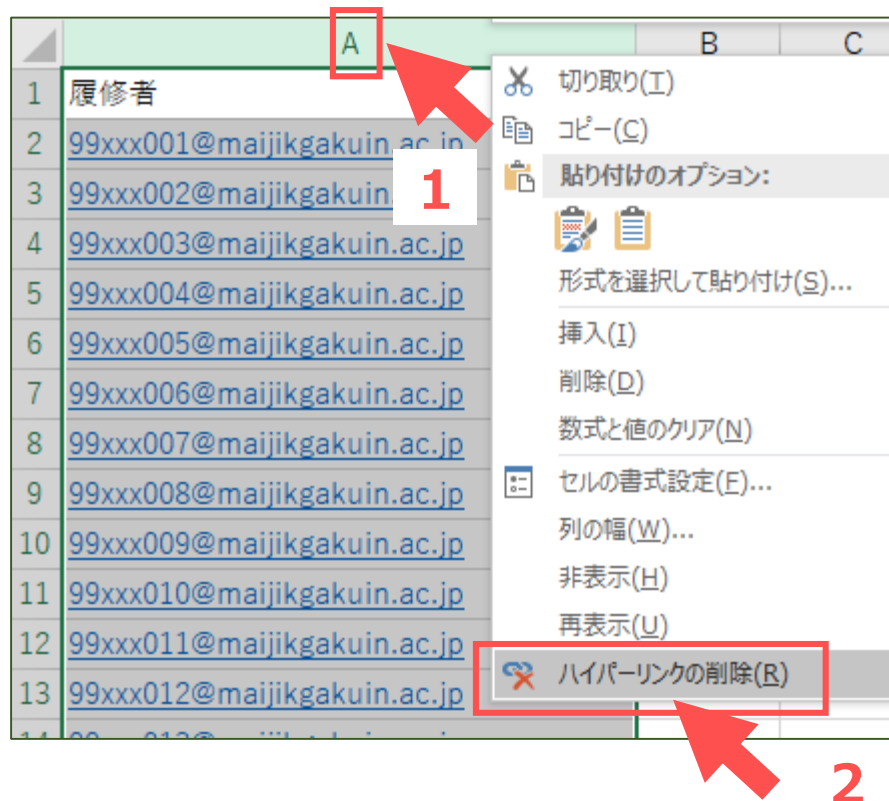 A B C
1 履修者
2 99xxx001@maijikgakuin.ac.jp
3 99xxx002@maijikgakuin.
4 99xxx003@maijikgakuin.ac.jp
5 99xxx004@maijikgakuin.ac.jp
6 99xxx005@maijikgakuin.ac.jp
7 99xxx006@maijikgakuin.ac.jp
8 99xxx007@maijikgakuin.ac.jp
9 99xxx008@maijikgakuin.ac.jp
10 99xxx009@maijikgakuin.ac.jp
11 99xxx010@maijikgakuin.ac.jp
12 99xxx011@maijikgakuin.ac.jp
13 99xxx012@maijikgakuin.ac.jp
1
切り取り(T)
コピー(C)
貼り付けのオプション:
形式を選択して貼り付け(S)...
挿入(I)
削除(D)
数式と値のクリア(N)
セルの書式設定(F)...
列の幅(W)...
非表示(H)
再表示(U)
ハイパーリンクの削除(R)
2